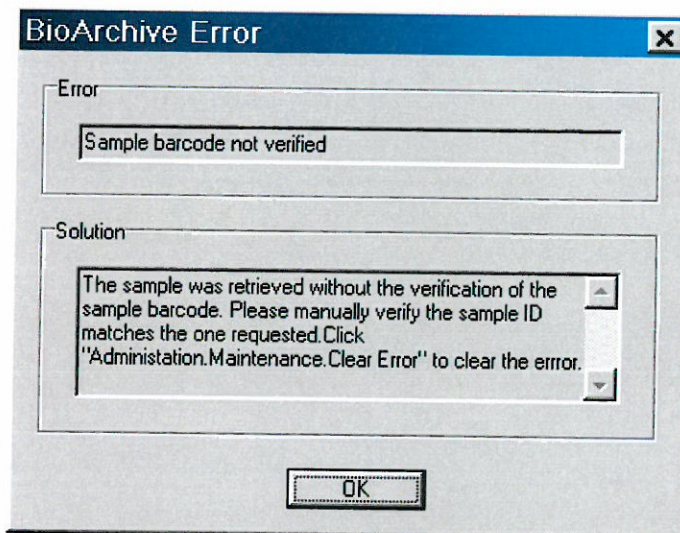 BioArchive Error
Error
Sample barcode not verified
Solution
The sample was retrieved without the verification of the
sample barcode. Please manually verify the sample ID
matches the one requested.Click
"Administation.Maintenance.Clear Error" to clear the errror.
OK